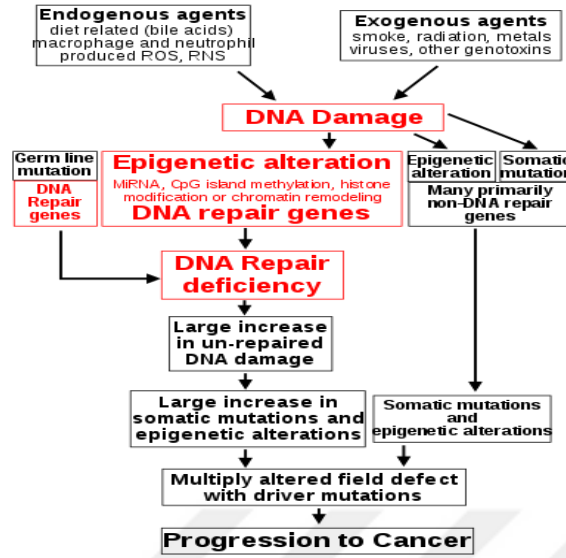 Endogenous agents
diet related (bile acids)
macrophage and neutrophil
produced ROS, RNS
Exogenous agents
smoke, radiation, metals
viruses, other genotoxins
DNA Damage
Germ line
mutation
DNA
Repair
genes
Epigenetic alteration
MiRNA, CpG island methylation, histone
modification or chromatin remodeling
DNA repair genes
Epigenetic
alteration
Somatic
mutation
Many primarily
non-DNA repair
genes
DNA Repair
deficiency
Large increase
in un-repaired
DNA damage
Large increase in
somatic mutations and
epigenetic alterations
Somatic mutations
and
epigenetic alterations
Multiply altered field defect
with driver mutations
Progression to Cancer